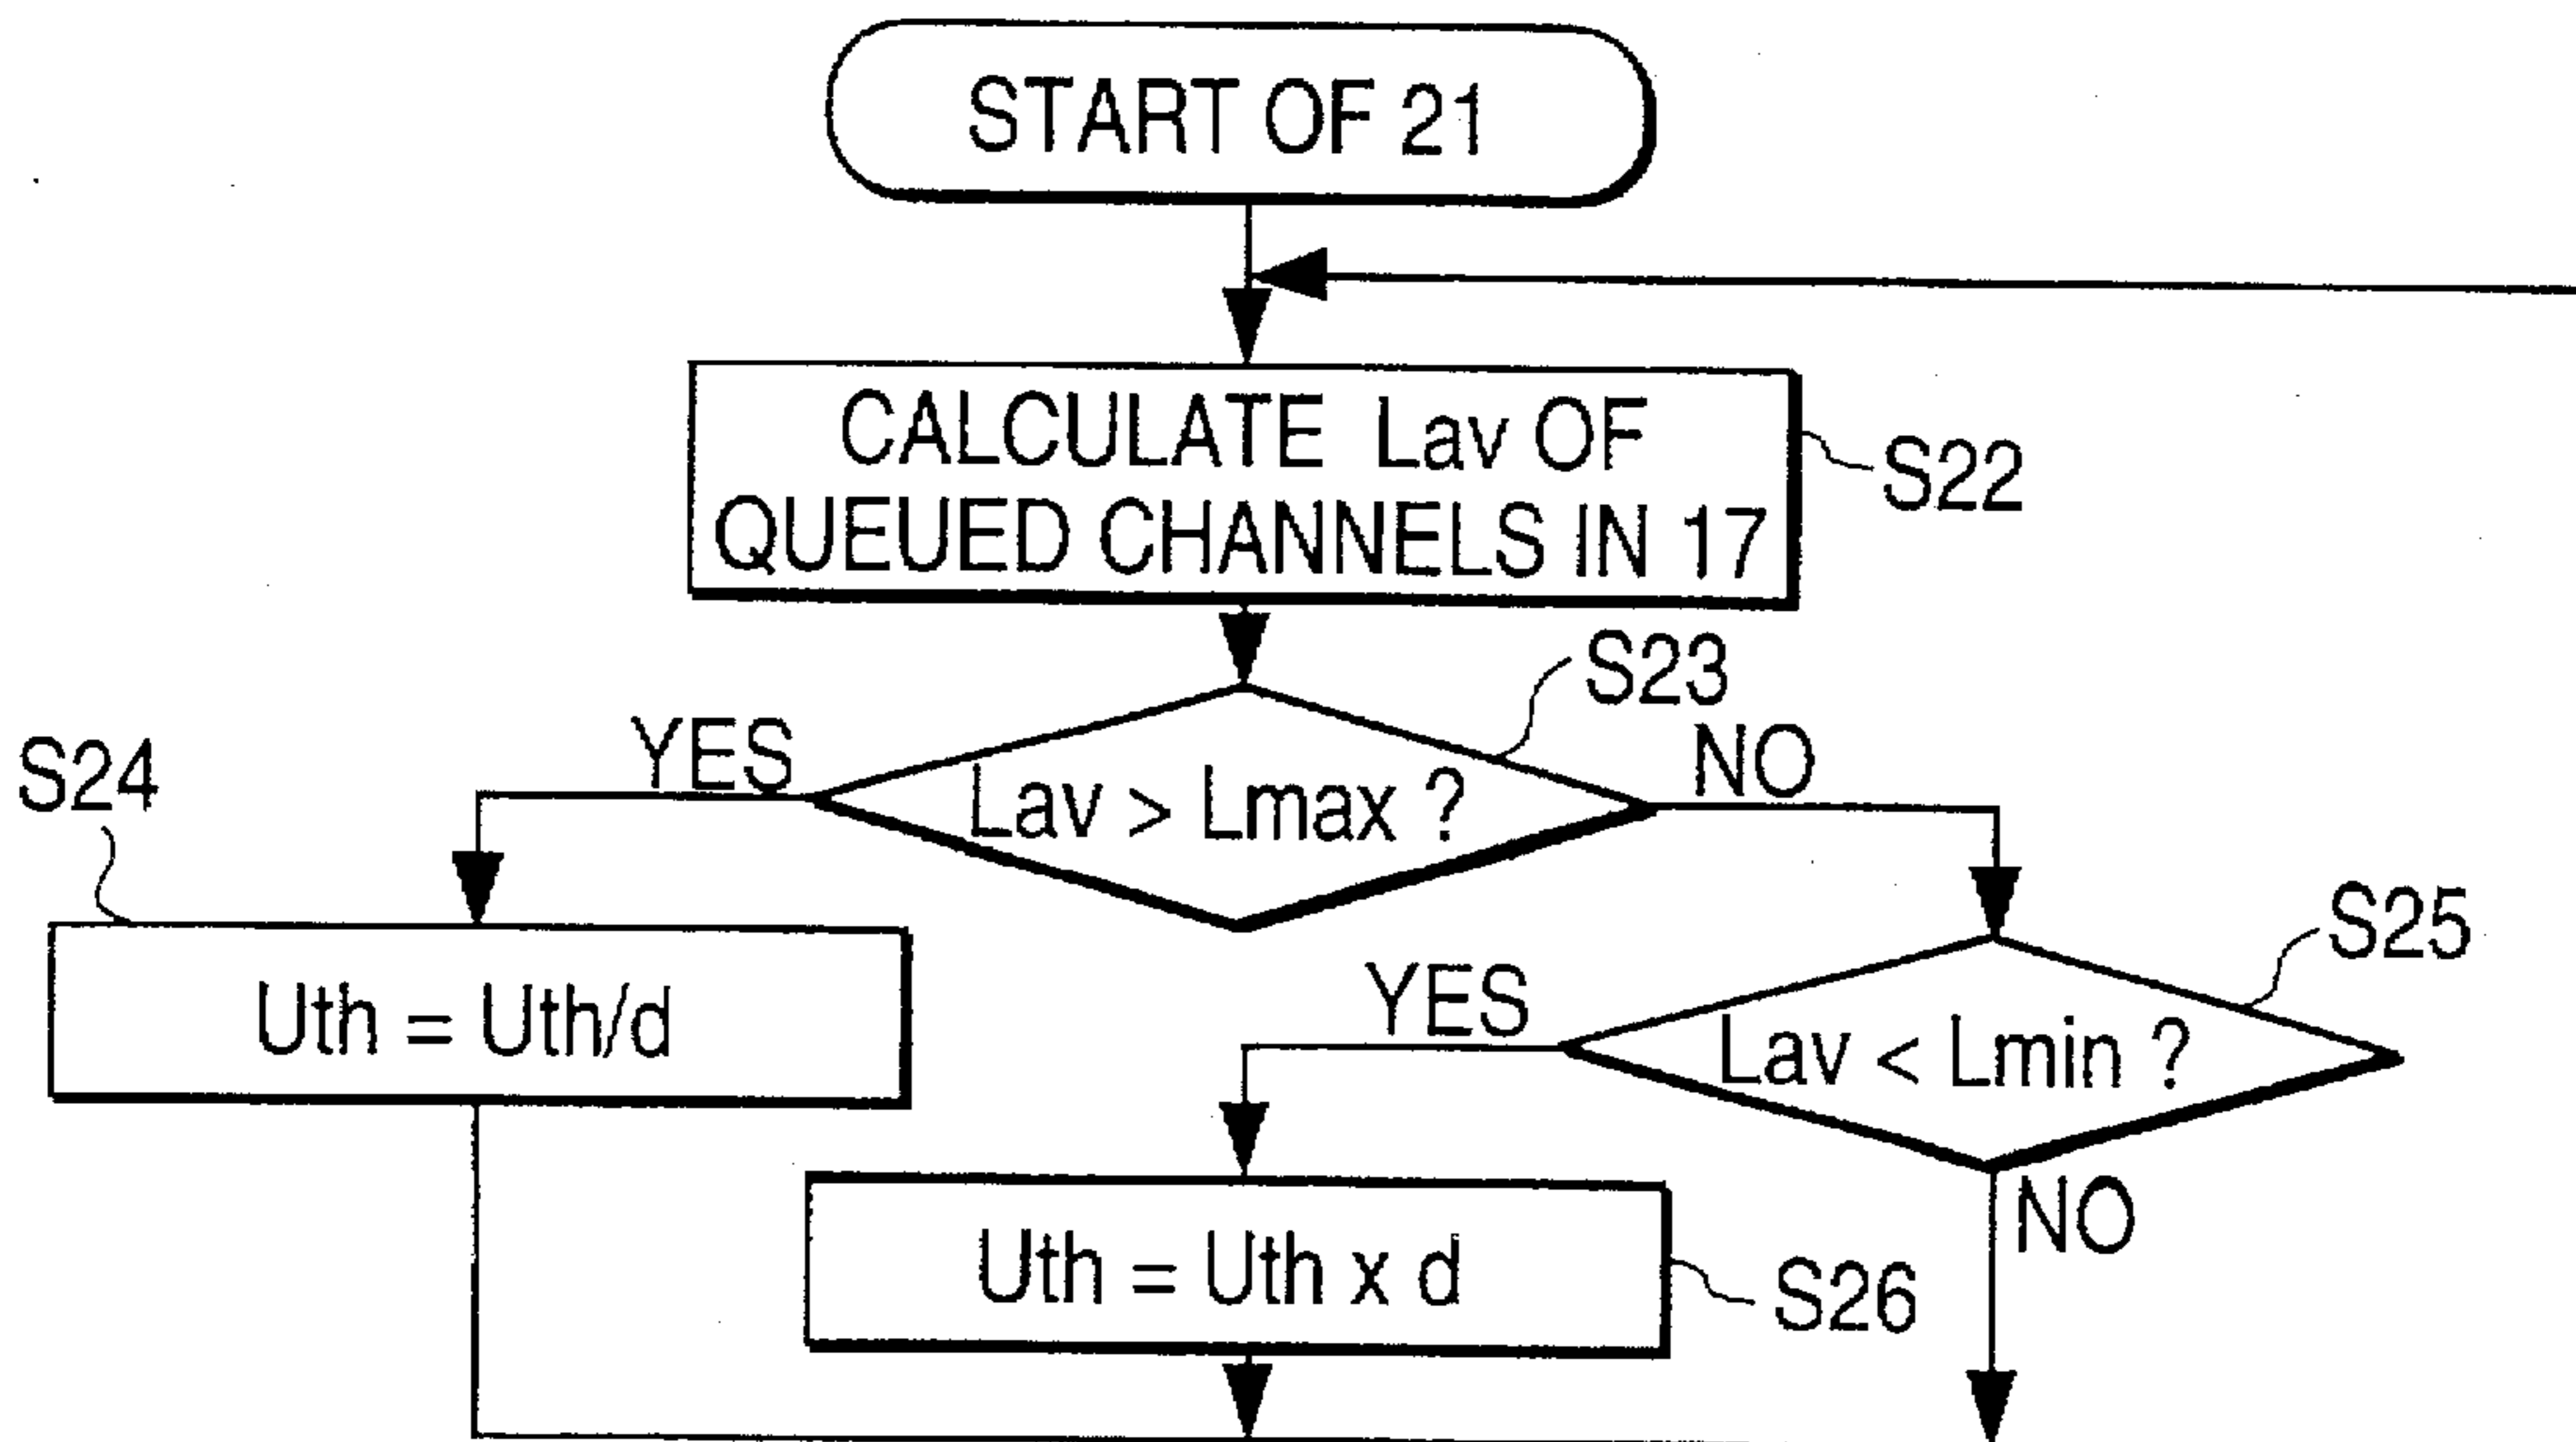 START OF 21
CALCULATE Lav OF
QUEUED CHANNELS IN 17
S22
S23
YES
NO
S24
Lav > Lmax ?
S25
Uth = Uth/d
YES
Lav < Lmin ?
NO
Uth = Uth x d
S26